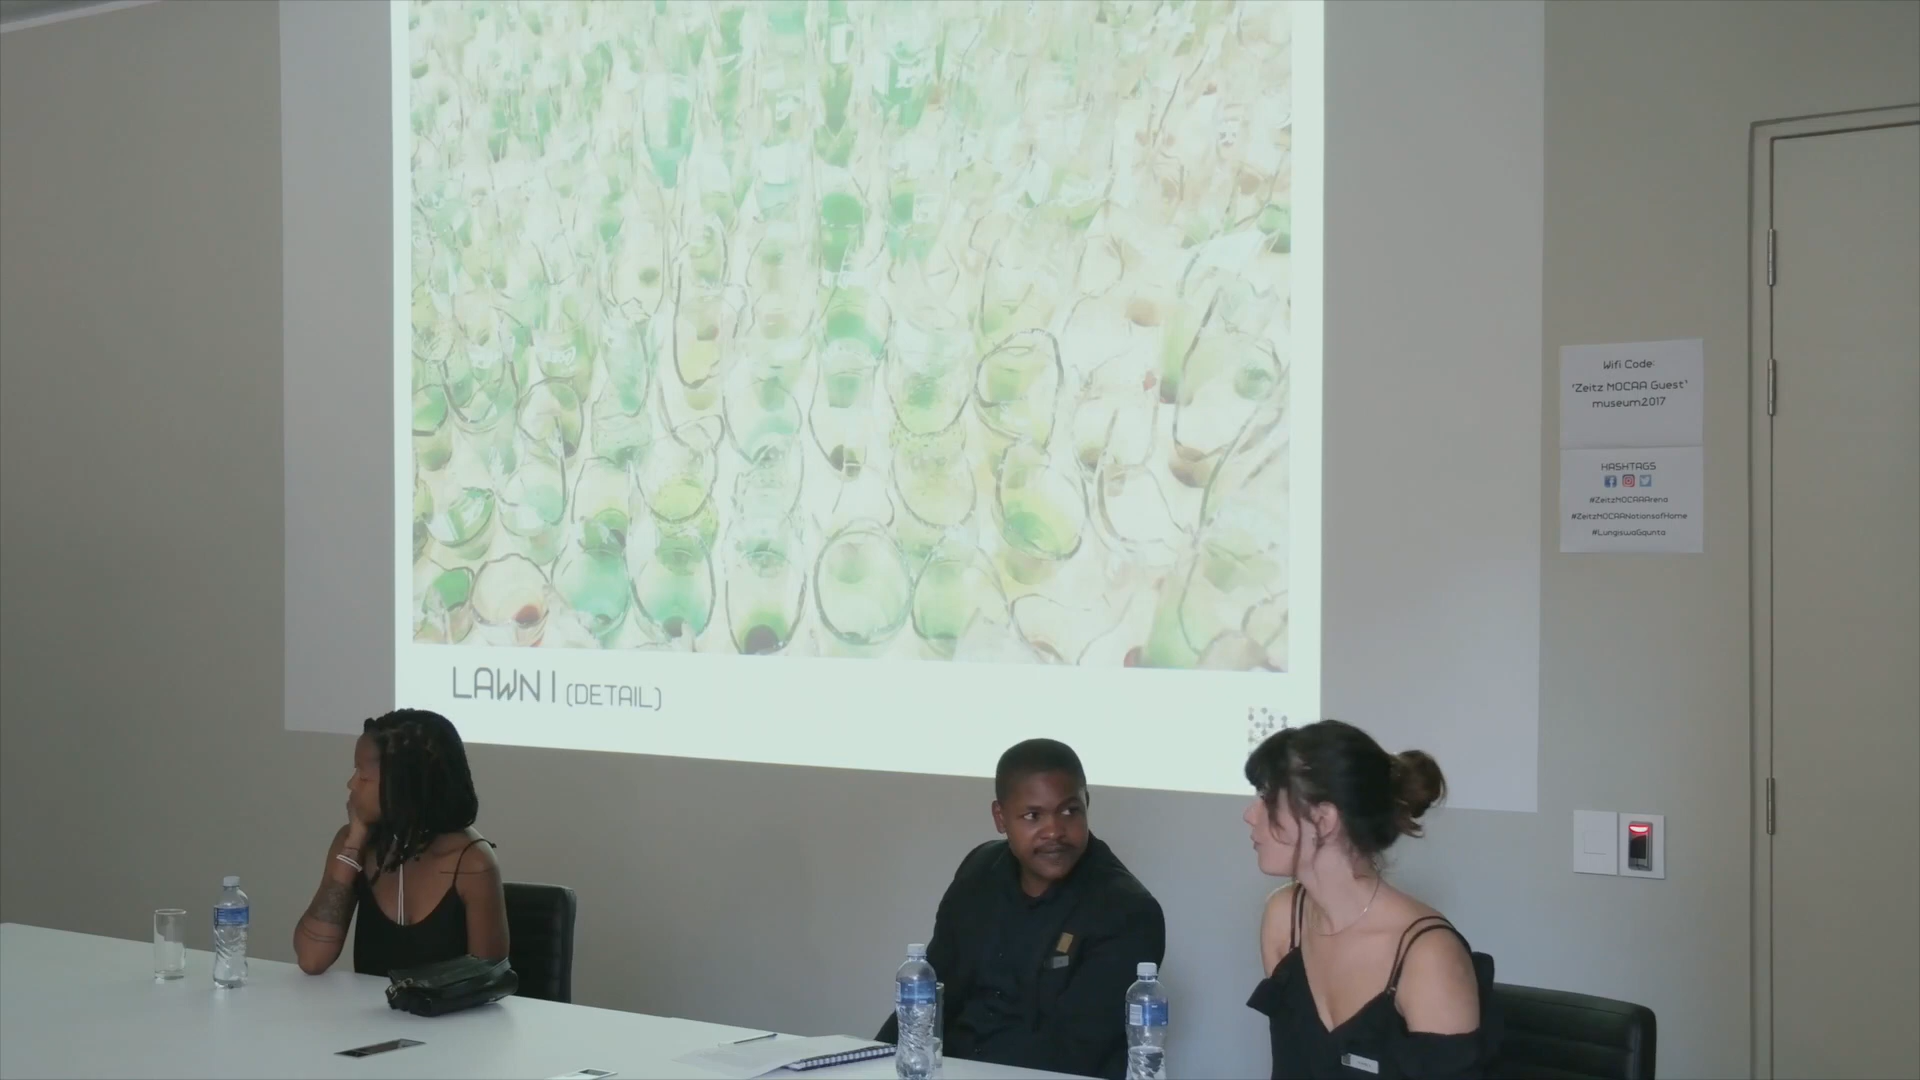 LAWN I (DETAIL)
Wifi Code:
'Zeitz MOCAA Guest'
museum2017
HASHTAGS
#ZeitzMOCAAArena
#ZeitzMOCAANotionsofHome
#LungiswaGqunta